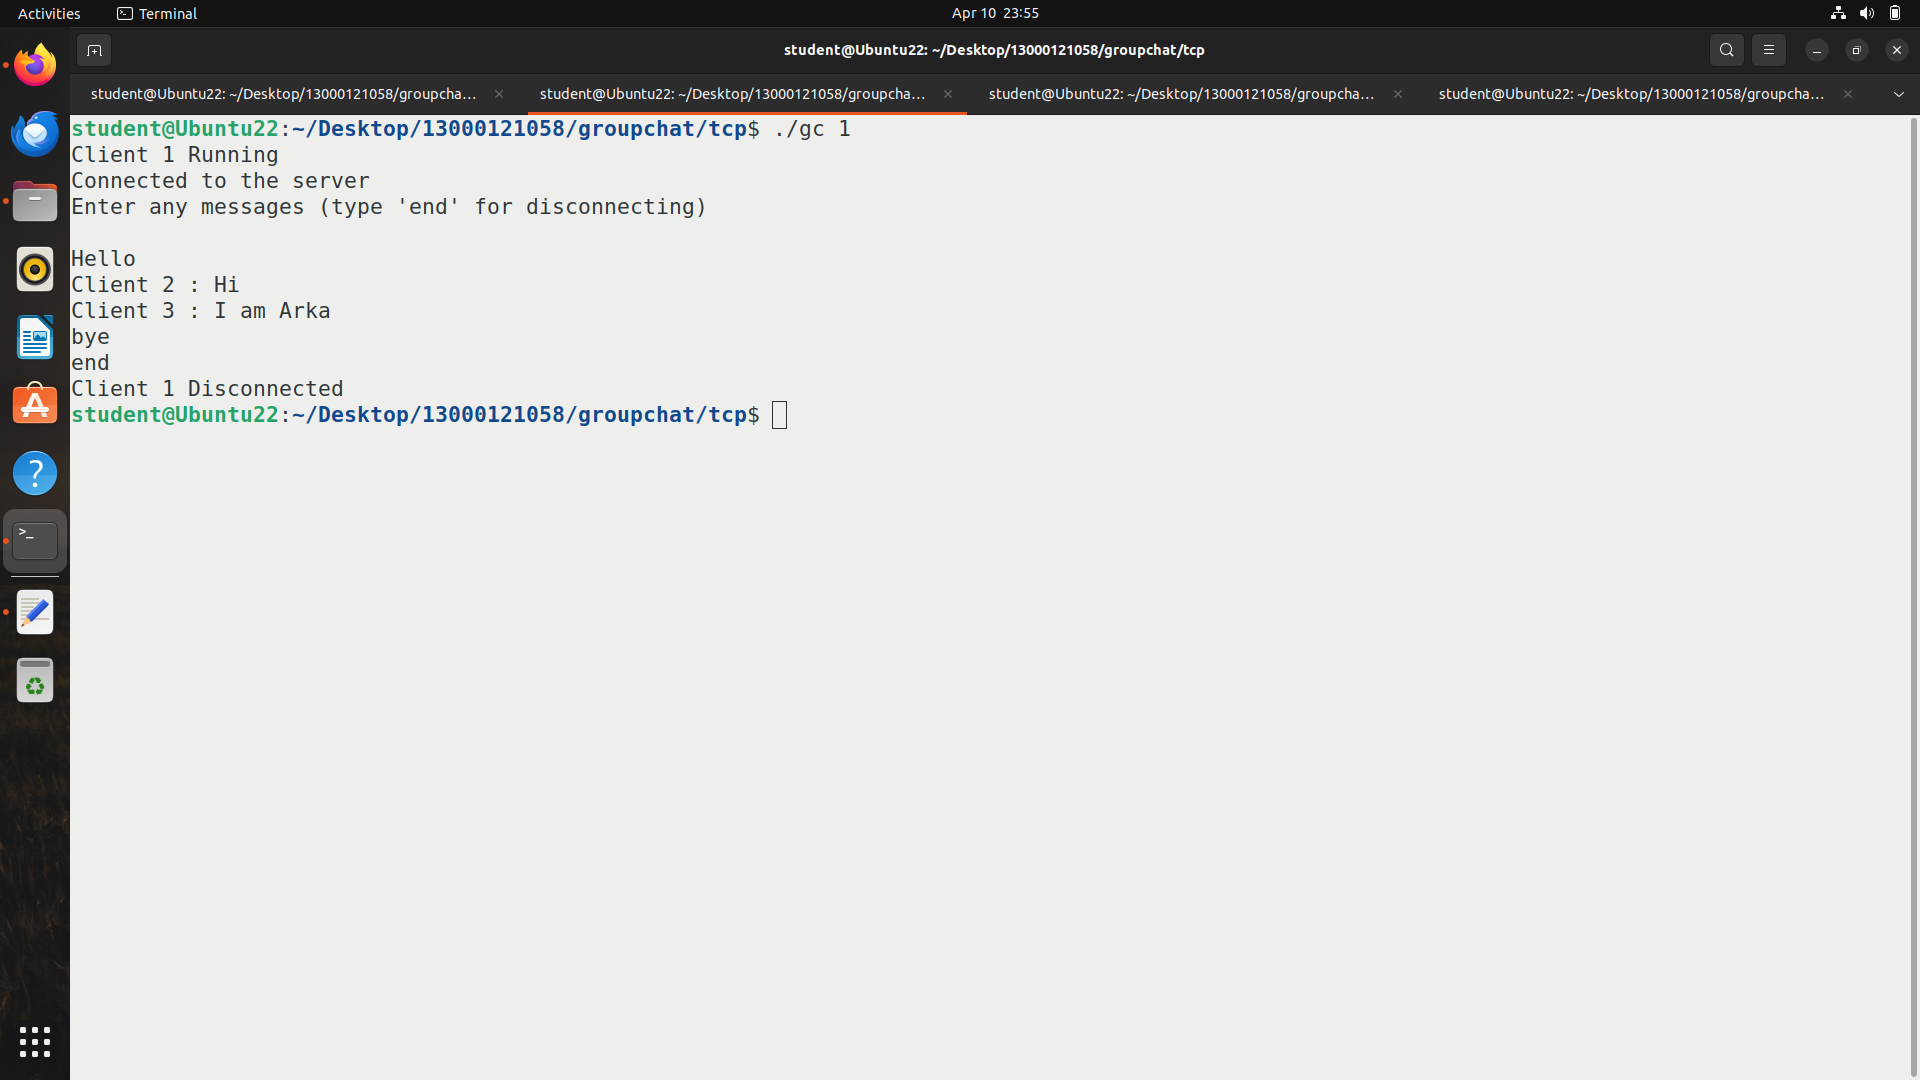 Activities
Terminal
Apr 10 23:55
student@Ubuntu22: ~/Desktop/13000121058/groupchat/tcp
student@Ubuntu22: ~/Desktop/13000121058/groupcha...
student@Ubuntu22: ~/Desktop/13000121058/groupcha...
student@Ubuntu22: ~/Desktop/13000121058/groupcha...
student@Ubuntu22: ~/Desktop/13000121058/groupcha...
student@Ubuntu22:~/Desktop/13000121058/groupchat/tcp$ ./gc 1
Client 1 Running
Connected to the server
Enter any messages (type 'end' for disconnecting)
Hello
Client 2 : Hi
Client 3 : I am Arka
bye
end
Client 1 Disconnected
student@Ubuntu22:~/Desktop/13000121058/groupchat/tcp$